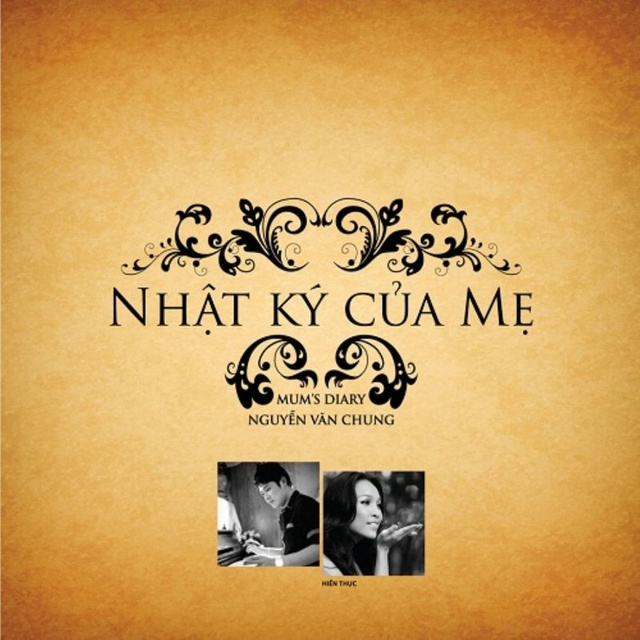 NHẬT KÝ CỦA MẸ
MUM'S DIARY
NGUYỄN VĂN CHUNG
HIỀN THỤC